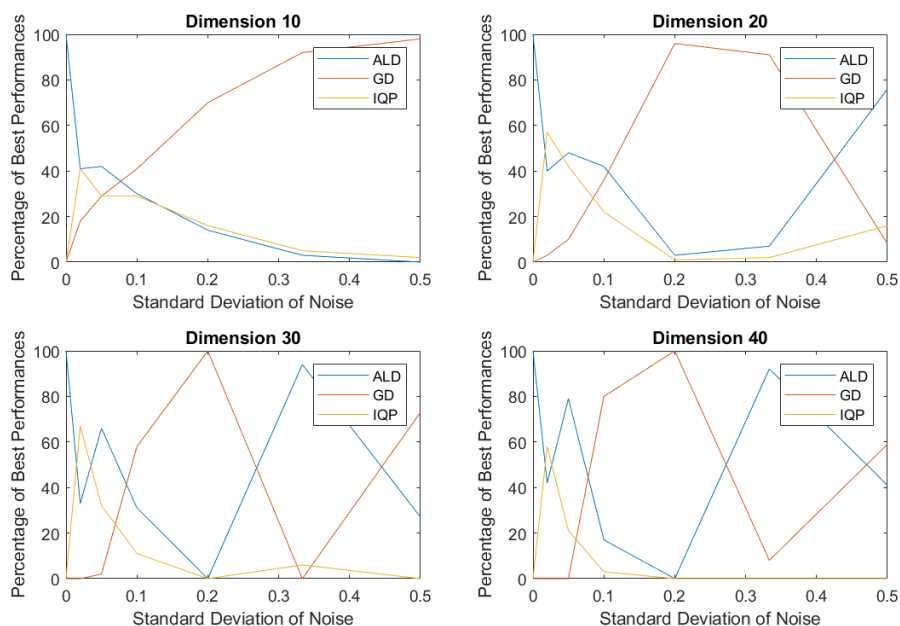 Dimension 10
Percentage of Best Performances
100
80
60
40
20
0
ALD
GD
IQP
0 0.1 0.2 0.3 0.4 0.5
Standard Deviation of Noise
Dimension 20
Percentage of Best Performances
100
80
60
40
20
0
ALD
GD
IQP
0 0.1 0.2 0.3 0.4 0.5
Standard Deviation of Noise
Dimension 30
Percentage of Best Performances
100
80
60
40
20
0
ALD
GD
IQP
0 0.1 0.2 0.3 0.4 0.5
Standard Deviation of Noise
Dimension 40
Percentage of Best Performances
100
80
60
40
20
0
ALD
GD
IQP
0 0.1 0.2 0.3 0.4 0.5
Standard Deviation of Noise